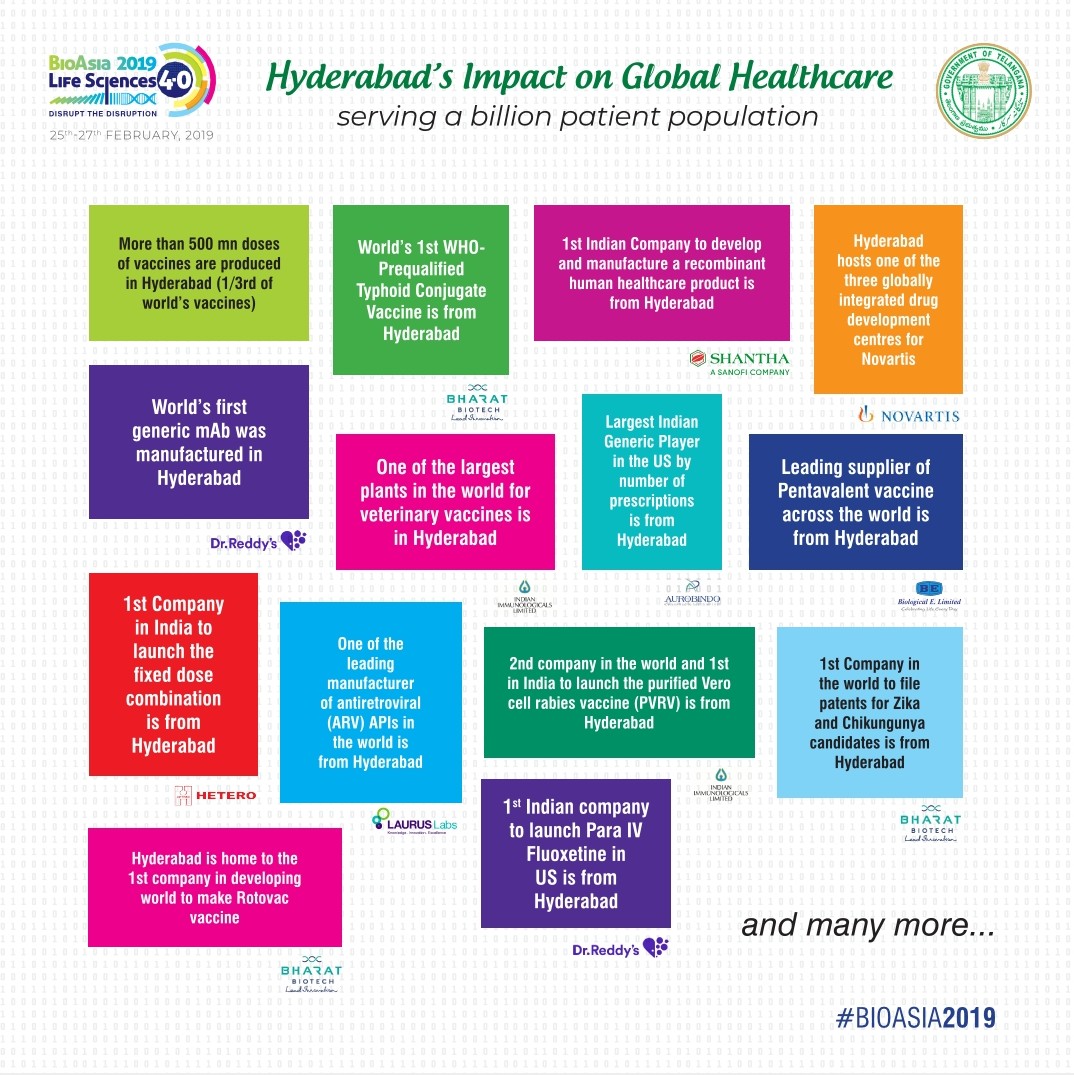 BioAsia 2019
Life Sciences 4.0
DISRUPT THE DISRUPTION
25th-27th FEBRUARY, 2019
Hyderabad's Impact on Global Healthcare
serving a billion patient population
GOVERNMENT OF TELANGANA
More than 500 mn doses
of vaccines are produced
in Hyderabad (1/3rd of
world's vaccines)
World's 1st WHO-
Prequalified
Typhoid Conjugate
Vaccine is from
Hyderabad
BHARAT
BIOTECH
Lead Innovation
1st Indian Company to develop
and manufacture a recombinant
human healthcare product is
from Hyderabad
SHANTHA
A SANOFI COMPANY
Hyderabad
hosts one of the
three globally
integrated drug
development
centres for
Novartis
NOVARTIS
World's first
generic mAb was
manufactured in
Hyderabad
Dr.Reddy's
One of the largest
plants in the world for
veterinary vaccines is
in Hyderabad
INDIAN
IMMUNOLOGICALS
LIMITED
Largest Indian
Generic Player
in the US by
number of
prescriptions
is from
Hyderabad
AUROBINDO
Leading supplier of
Pentavalent vaccine
across the world is
from Hyderabad
BE
Biological E. Limited
Celebrating Life Every Day
1st Company
in India to
launch the
fixed dose
combination
is from
Hyderabad
HETERO
One of the
leading
manufacturer
of antiretroviral
(ARV) APIs in
the world is
from Hyderabad
LAURUS Labs
Knowledge . Innovation . Excellence
2nd company in the world and 1st
in India to launch the purified Vero
cell rabies vaccine (PVRV) is from
Hyderabad
INDIAN
IMMUNOLOGICALS
LIMITED
1st Company in
the world to file
patents for Zika
and Chikungunya
candidates is from
Hyderabad
BHARAT
BIOTECH
Lead Innovation
1st Indian company
to launch Para IV
Fluoxetine in
US is from
Hyderabad
Dr.Reddy's
Hyderabad is home to the
1st company in developing
world to make Rotovac
vaccine
BHARAT
BIOTECH
Lead Innovation
and many more...
#BIOASIA2019